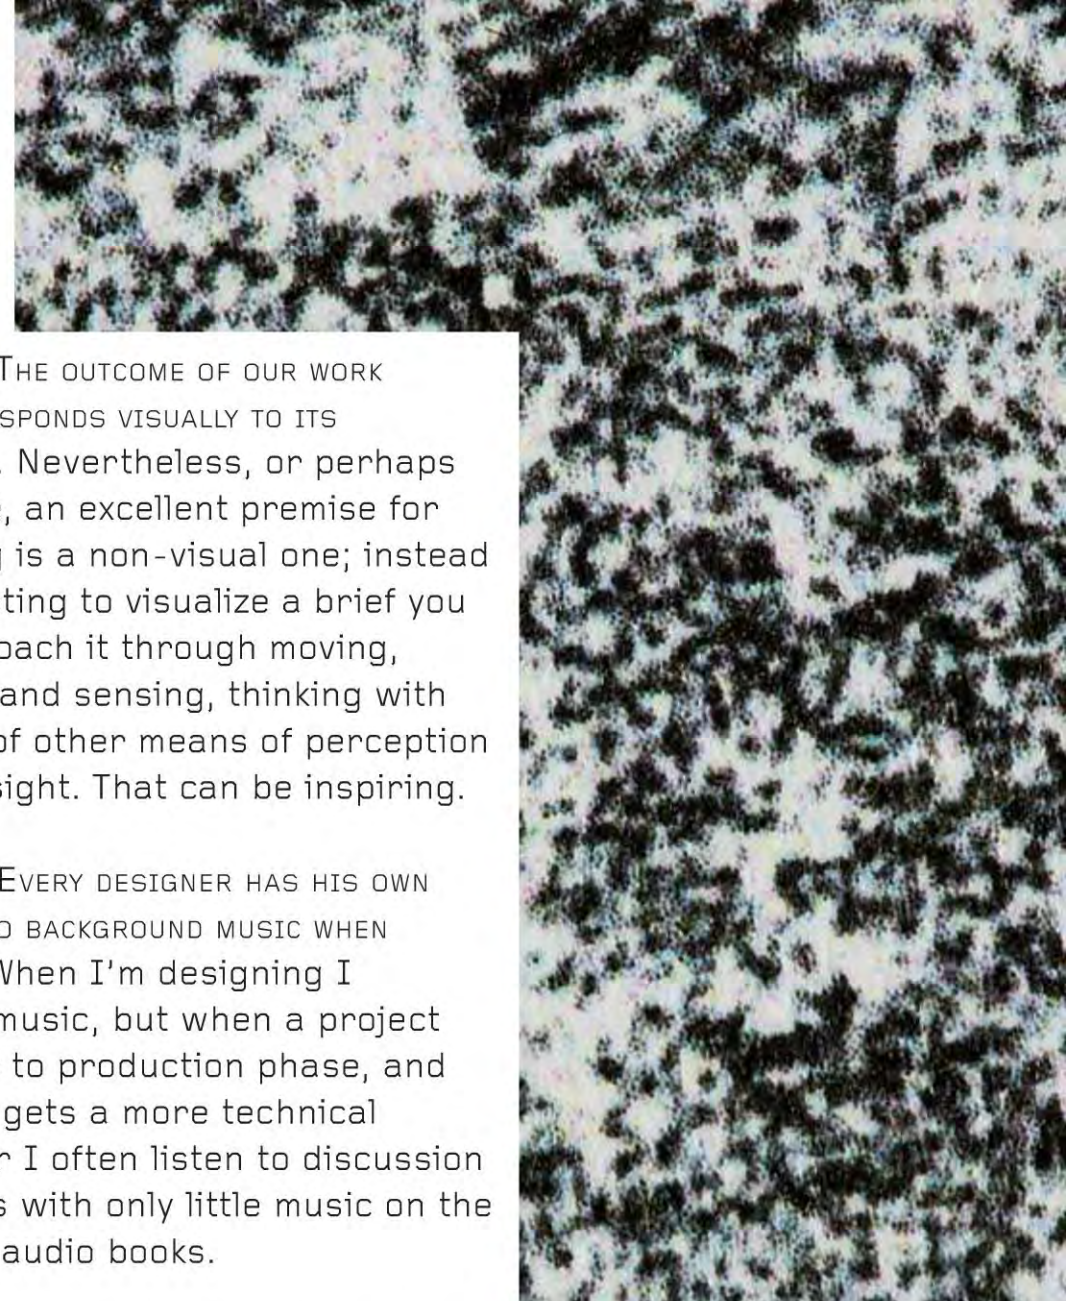 THE OUTCOME OF OUR WORK
SPONDS VISUALLY TO ITS
. Nevertheless, or perhaps
, an excellent premise for
is a non-visual one; instead
ting to visualize a brief you
oach it through moving,
and sensing, thinking with
of other means of perception
sight. That can be inspiring.
EVERY DESIGNER HAS HIS OWN
BACKGROUND MUSIC WHEN
When I'm designing I
music, but when a project
to production phase, and
gets a more technical
r I often listen to discussion
s with only little music on the
audio books.